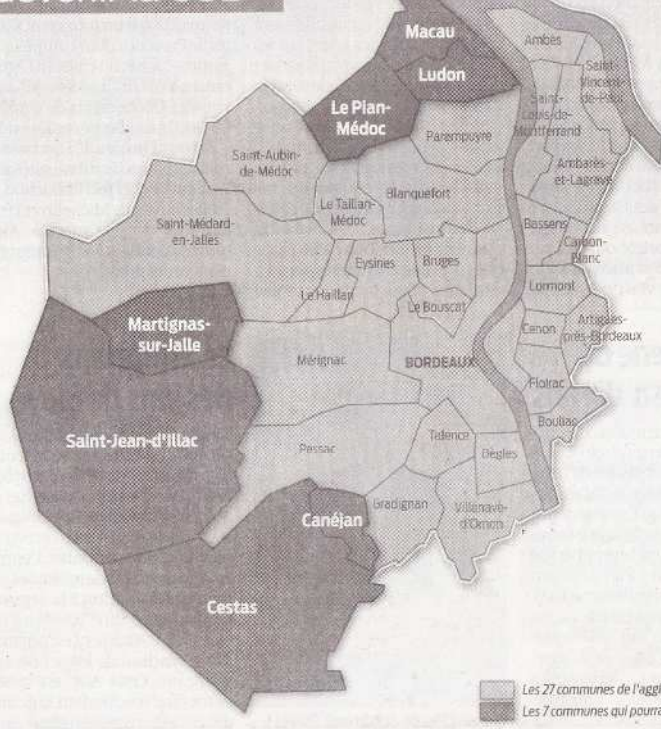 Macau
Ludon
Le Pian-
Médoc
Ambès
Saint-
Vincent-
de-Paul
Saint-
Louis-de-
Montferrand
Parempuyre
Saint-Aubin-
de-Médoc
Ambarès-
et-Lagrave
Le Taillan-
Médoc
Blanquefort
Saint-Médard-
en-Jalles
Bassens
Carbon-
Blanc
Eysines
Bruges
Le Haillan
Lormont
Le Bouscat
Martignas-
sur-Jalle
Cenon
Artigues-
près-Bordeaux
Mérignac
BORDEAUX
Floirac
Bouliac
Saint-Jean-d'Illac
Pessac
Talence
Bègles
Canéjan
Gradignan
Villenave-
d'Ornon
Cestas
Les 27 communes de l'aggl
Les 7 communes qui pourra